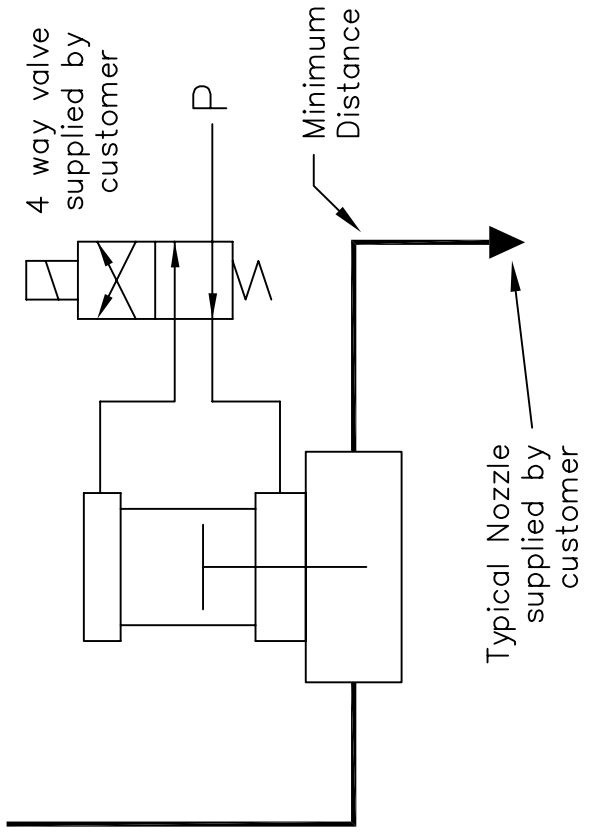 4 way valve
supplied by
customer
P
Minimum
Distance
Typical Nozzle
supplied by
customer